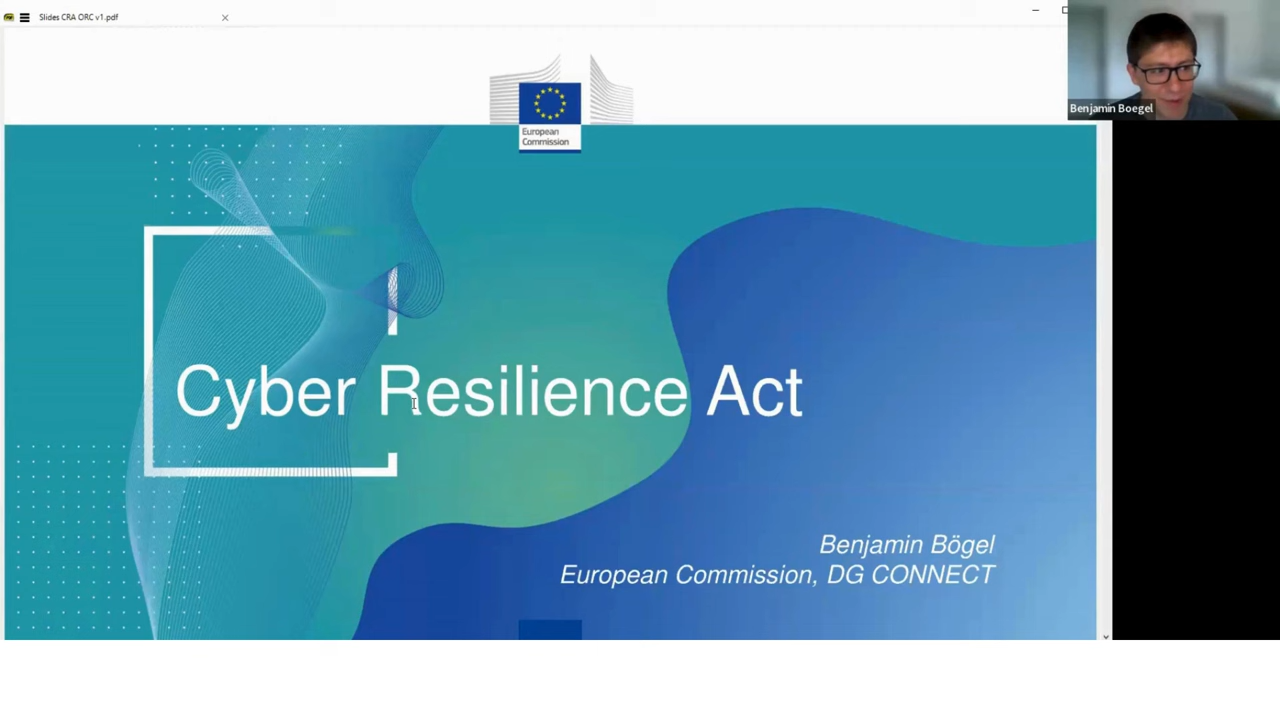 Slides CRA ORC v1.pdf
Benjamin Boegel
European
Commission
Cyber Resilience Act
Benjamin Bögel
European Commission, DG CONNECT